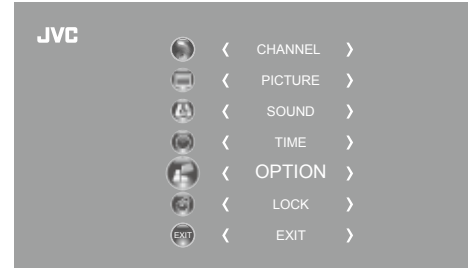 JVC
CHANNEL
PICTURE
SOUND
TIME
OPTION
LOCK
EXIT EXIT